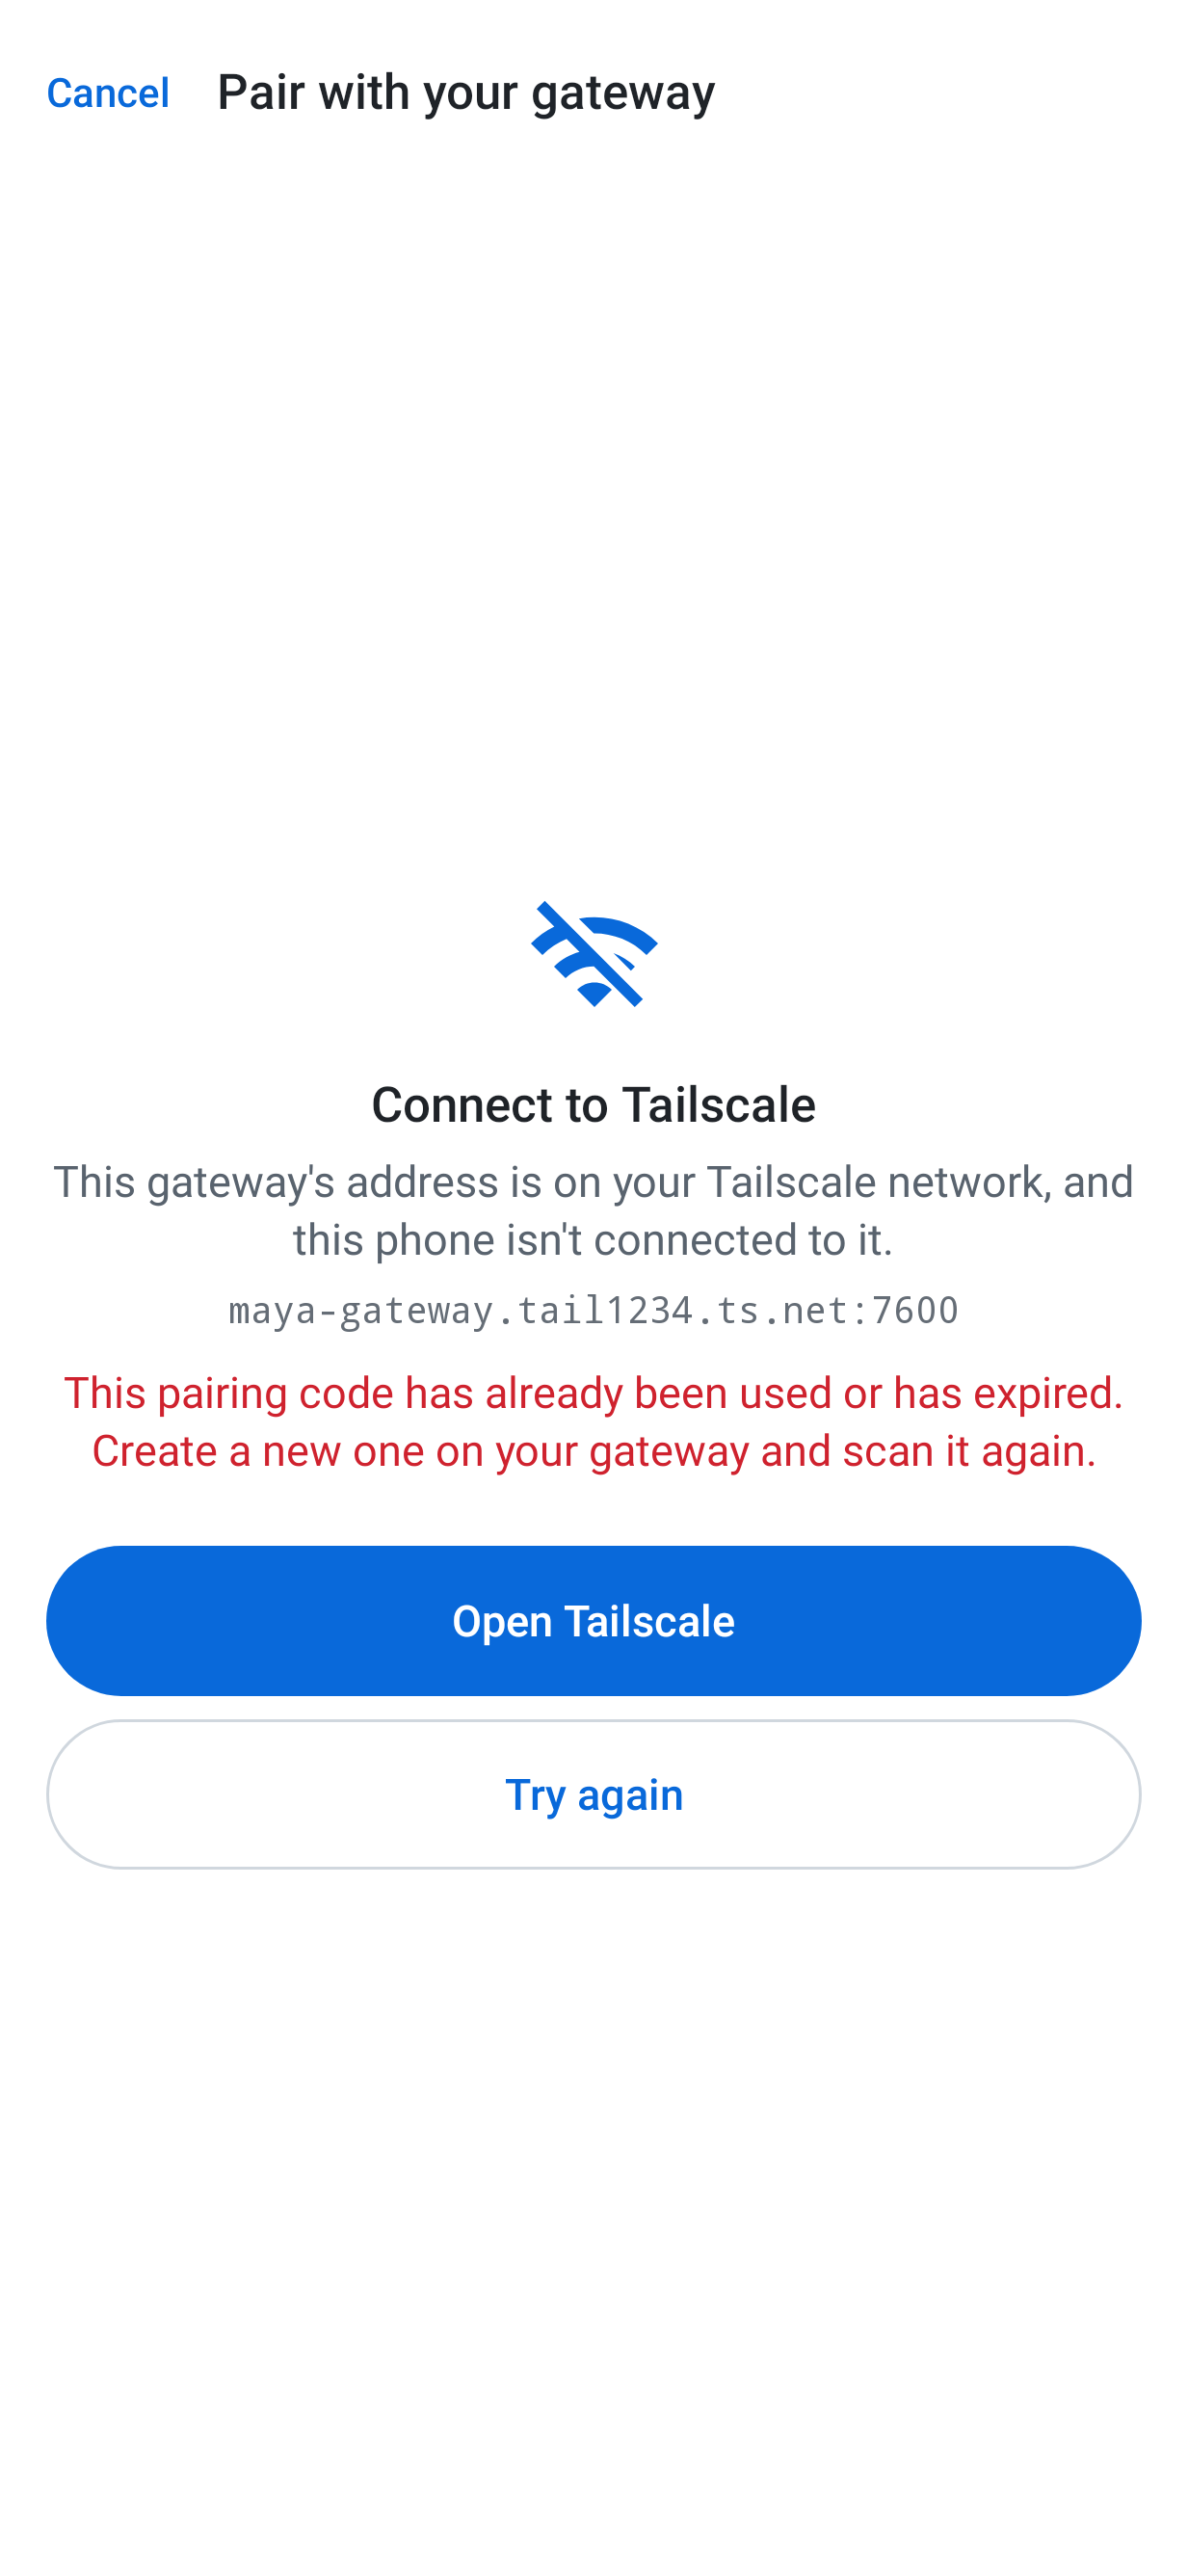 Cancel Pair with your gateway
Connect to Tailscale
This gateway's address is on your Tailscale network, and
this phone isn't connected to it.
maya-gateway.tail1234.ts.net:7600
This pairing code has already been used or has expired.
Create a new one on your gateway and scan it again.
Open Tailscale
Try again